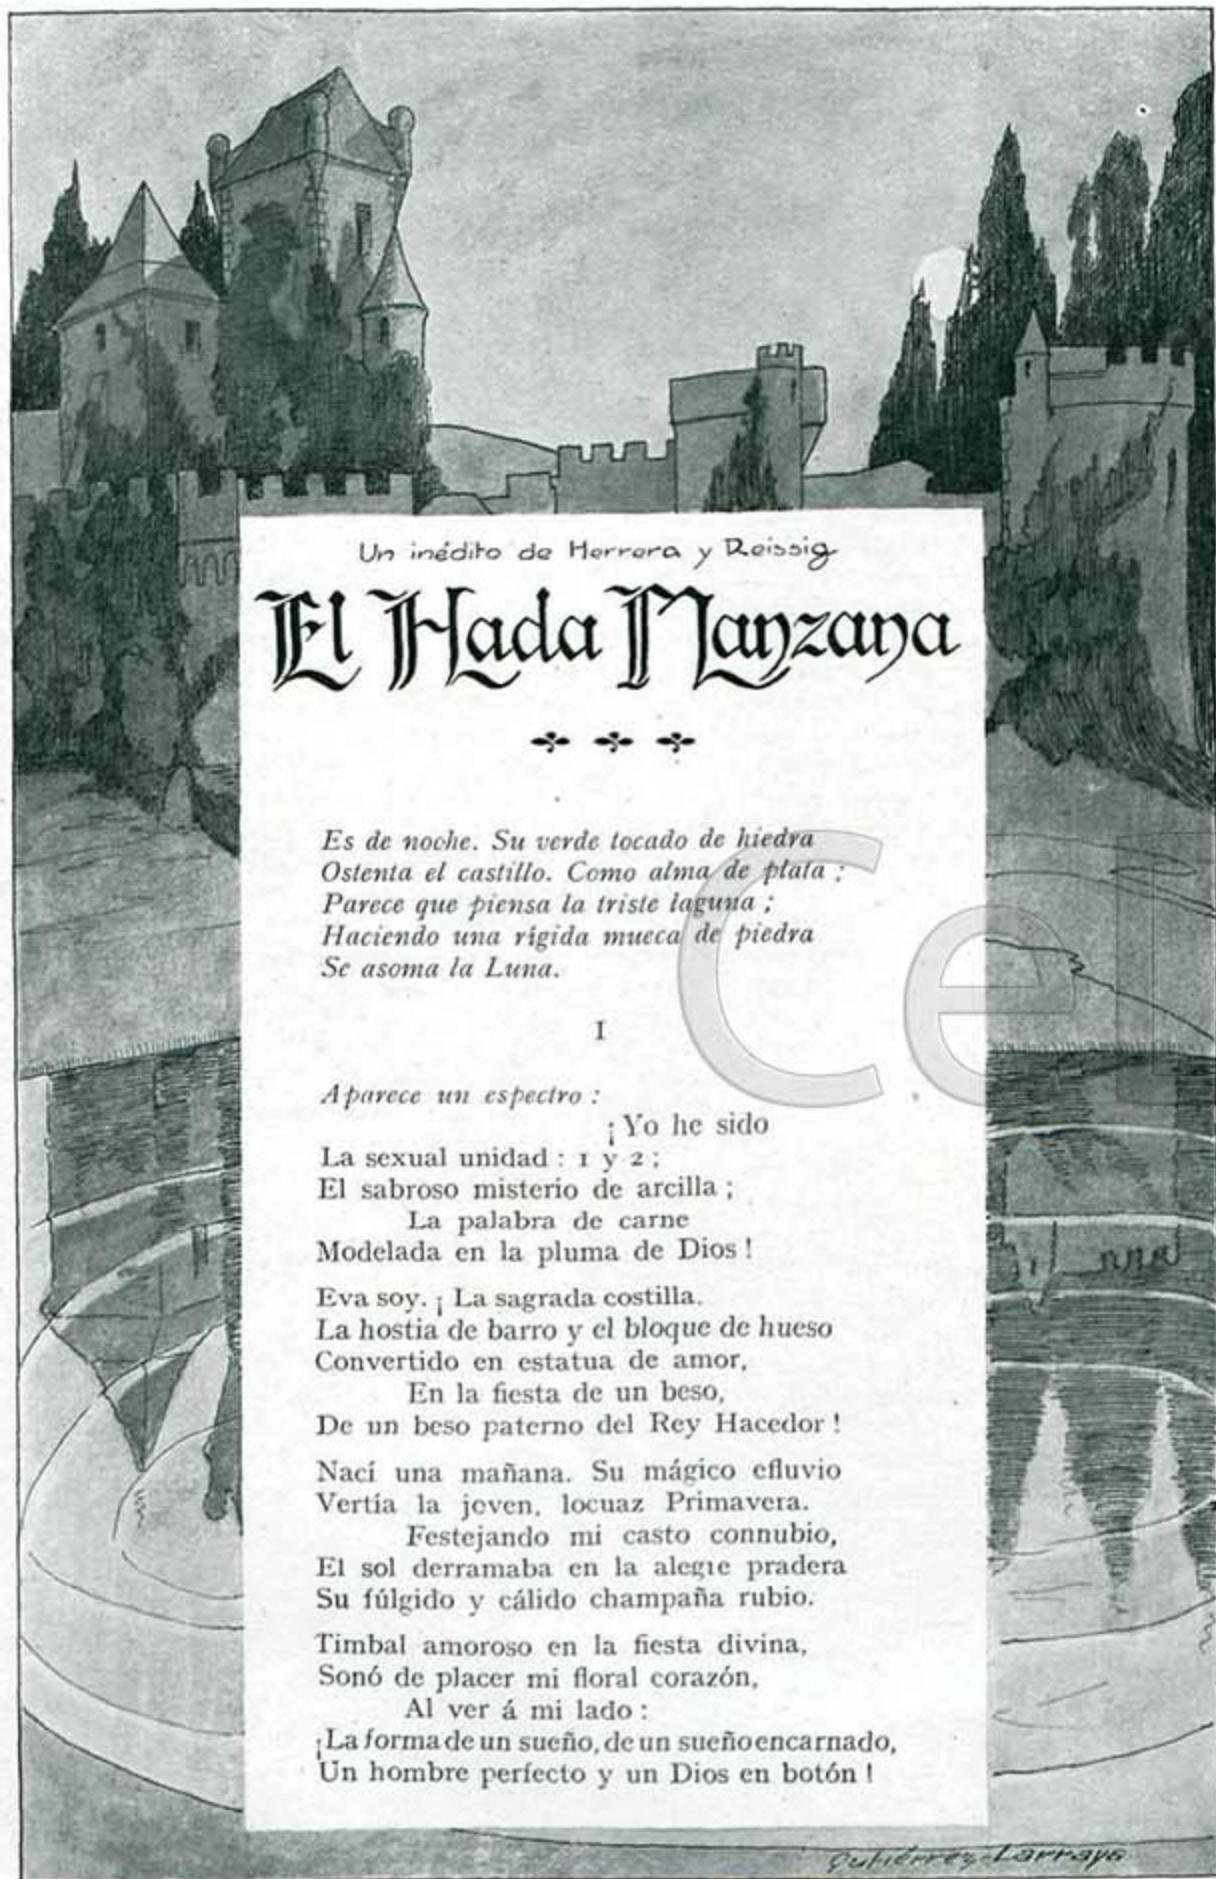 Un inédito de Herrera y Reissig
El Hada Manzana
Es de noche. Su verde tocado de hiedra
Ostenta el castillo. Como alma de plata ;
Parece que piensa la triste laguna ;
Haciendo una rígida mueca de piedra
Se asoma la Luna.
I
Aparece un espectro :
¡ Yo he sido
La sexual unidad : 1 y 2 ;
El sabroso misterio de arcilla ;
La palabra de carne
Modelada en la pluma de Dios !
Eva soy. ¡ La sagrada costilla.
La hostia de barro y el bloque de hueso
Convertido en estatua de amor,
En la fiesta de un beso,
De un beso paterno del Rey Hacedor !
Nací una mañana. Su mágico efluvio
Vertía la joven, locuaz Primavera.
Festejando mi casto connubio,
El sol derramaba en la alegre pradera
Su fúlgido y cálido champaña rubio.
Timbal amoroso en la fiesta divina,
Sonó de placer mi floral corazón,
Al ver á mi lado :
¡La forma de un sueño, de un sueño encarnado,
Un hombre perfecto y un Dios en botón !
Gutiérrez-Larraya
Cel